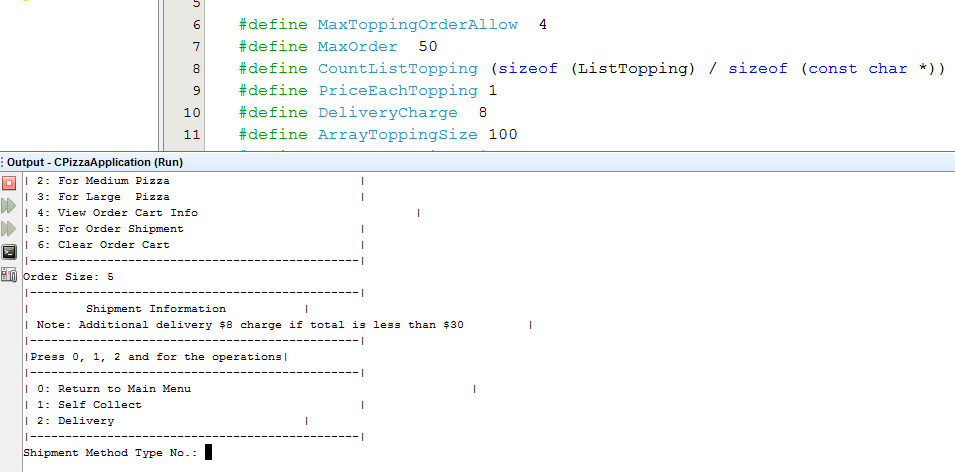 5
6 #define MaxToppingOrderAllow 4
7 #define MaxOrder 50
8 #define CountListTopping (sizeof (ListTopping) / sizeof (const char *))
9 #define PriceEachTopping 1
10 #define DeliveryCharge 8
11 #define ArrayToppingSize 100
Output - CPizzaApplication (Run)
| 2: For Medium Pizza |
| 3: For Large  Pizza |
| 4: View Order Cart Info |
| 5: For Order Shipment |
| 6: Clear Order Cart |
|-----------------------------------------------|
Order Size: 5
|-----------------------------------------------|
| Shipment Information |
| Note: Additional delivery $8 charge if total is less than $30 |
|-----------------------------------------------|
|Press 0, 1, 2 and for the operations|
|-----------------------------------------------|
| 0: Return to Main Menu |
| 1: Self Collect |
| 2: Delivery |
|-----------------------------------------------|
Shipment Method Type No.: